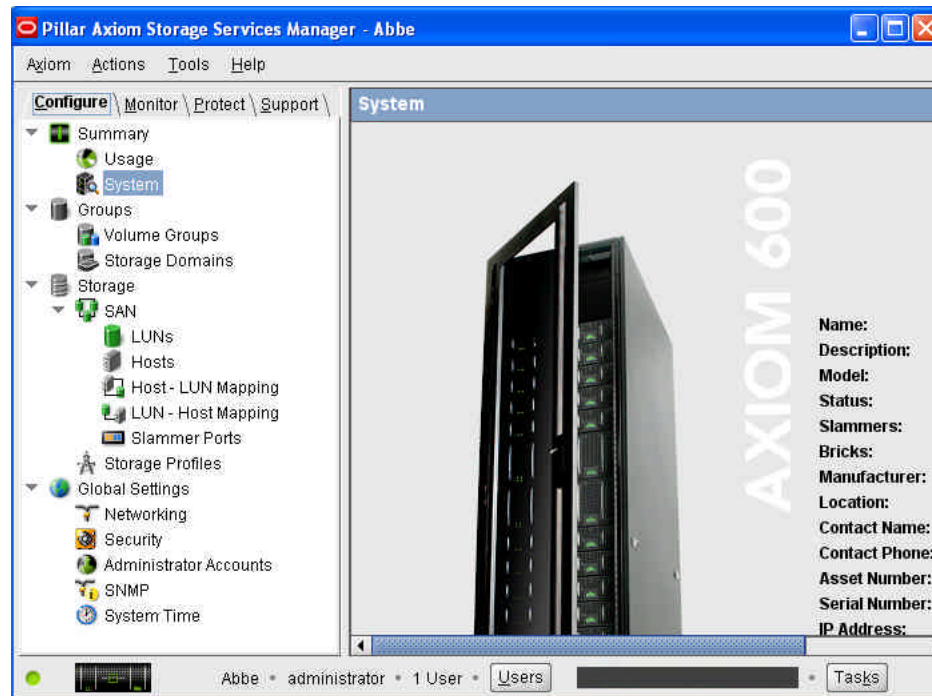 Pillar Axiom Storage Services Manager - Abbe
Axiom Actions Tools Help
Configure Monitor Protect Support
System
Summary
Usage
System
Groups
Volume Groups
Storage Domains
Storage
SAN
LUNs
Hosts
Host - LUN Mapping
LUN - Host Mapping
Slammer Ports
Storage Profiles
Global Settings
Networking
Security
Administrator Accounts
SNMP
System Time
AXIOM 600
Name:
Description:
Model:
Status:
Slammers:
Bricks:
Manufacturer:
Location:
Contact Name:
Contact Phone:
Asset Number:
Serial Number:
IP Address:
Abbe • administrator • 1 User • Users • Tasks